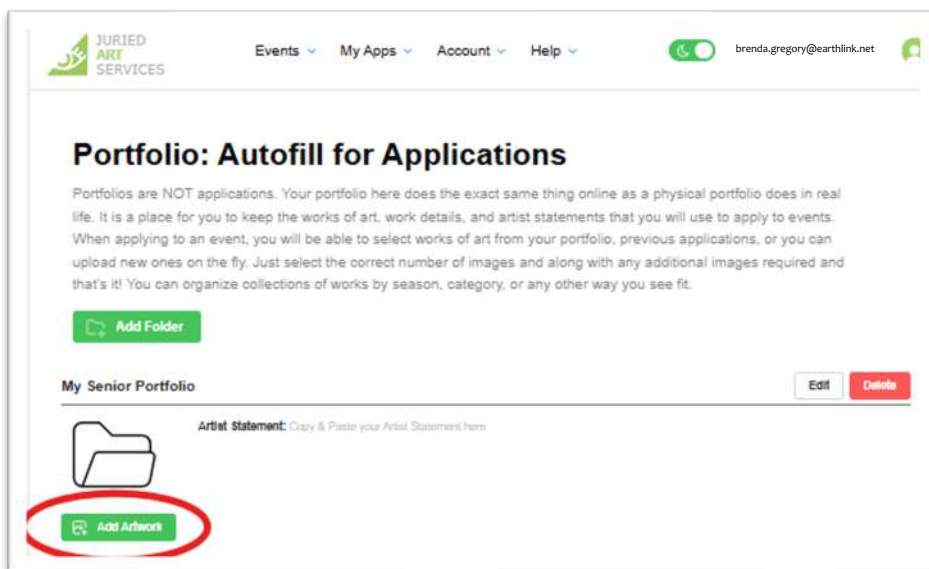 JURIED
ART
SERVICES
Events My Apps Account Help brenda.gregory@earthlink.net
Portfolio: Autofill for Applications
Portfolios are NOT applications. Your portfolio here does the exact same thing online as a physical portfolio does in real
life. It is a place for you to keep the works of art, work details, and artist statements that you will use to apply to events.
When applying to an event, you will be able to select works of art from your portfolio, previous applications, or you can
upload new ones on the fly. Just select the correct number of images and along with any additional images required and
that's it! You can organize collections of works by season, category, or any other way you see fit.
Add Folder
My Senior Portfolio Edit Delete
Artist Statement: Copy & Paste your Artist Statement here
Add Artwork